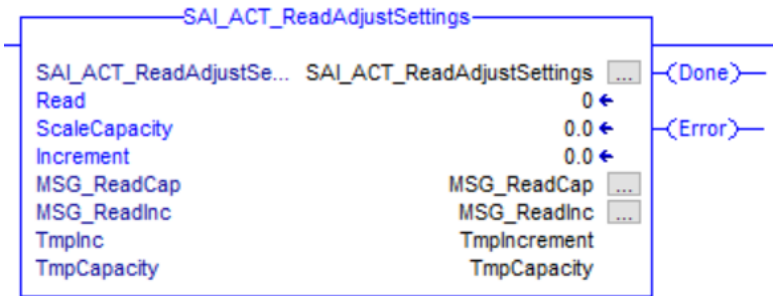 SAI_ACT_ReadAdjustSettings
SAI_ACT_ReadAdjustSe... SAI_ACT_ReadAdjustSettings ... (Done)
Read 0
ScaleCapacity 0.0 (Error)
Increment 0.0
MSG_ReadCap MSG_ReadCap ...
MSG_ReadInc MSG_ReadInc ...
TmpInc TmpIncrement
TmpCapacity TmpCapacity